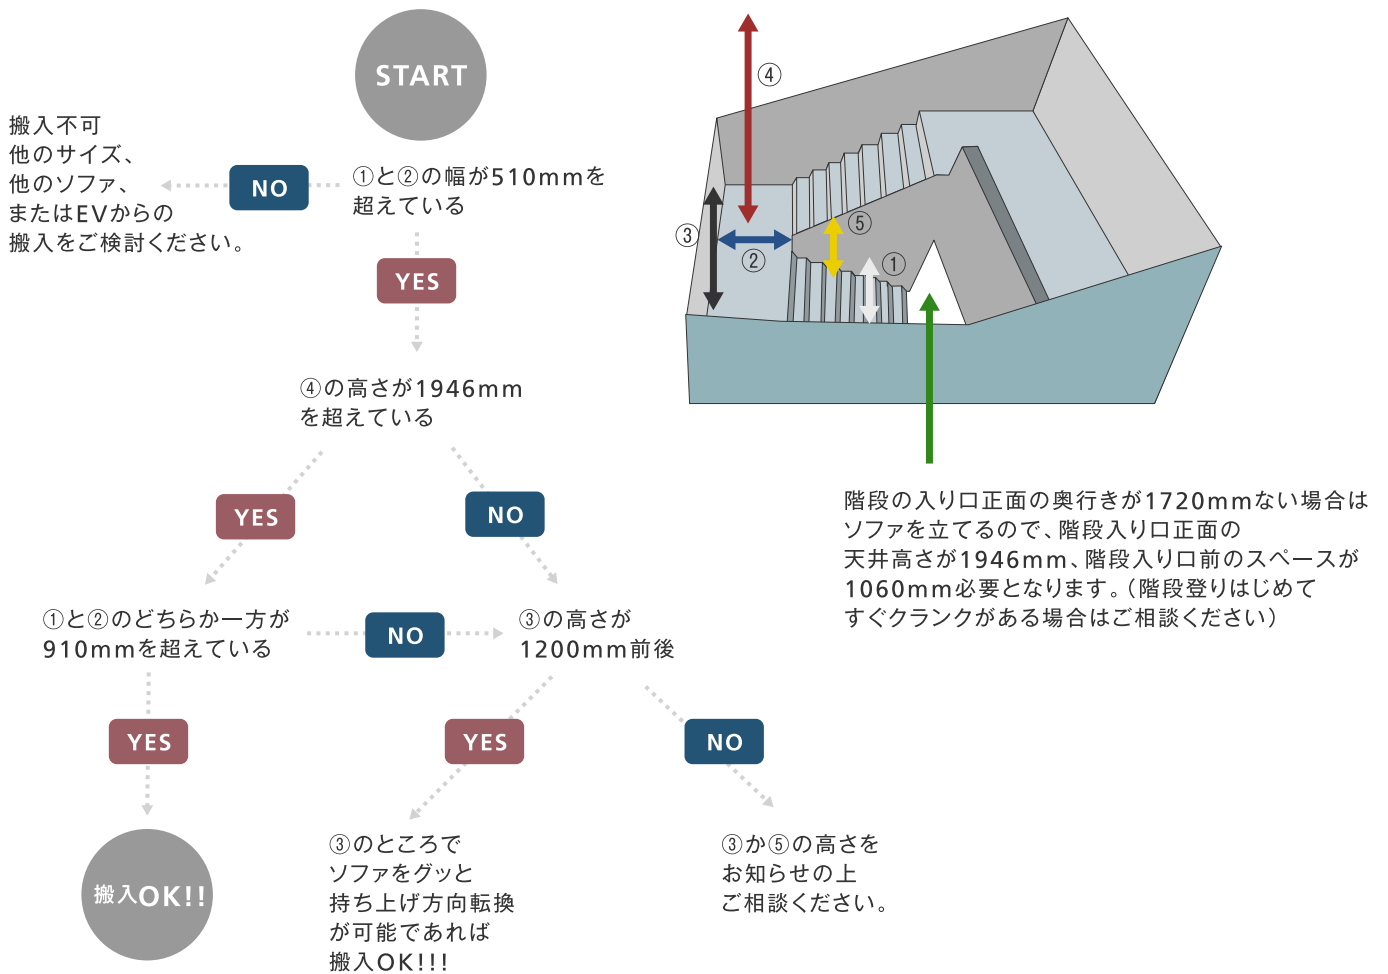 START
①と②の幅が510mmを
超えている
NO
搬入不可
他のサイズ、
他のソファ、
またはEVからの
搬入をご検討ください。
YES
④の高さが1946mm
を超えている
YES
NO
①と②のどちらか一方が
910mmを超えている
NO
③の高さが
1200mm前後
YES
YES
NO
搬入OK!!
③のところで
ソファをグッと
持ち上げ方向転換
が可能であれば
搬入OK!!!
③か⑤の高さを
お知らせの上
ご相談ください。
④
③
②
⑤
①
階段の入り口正面の奥行きが1720mmない場合は
ソファを立てるので、階段入り口正面の
天井高さが1946mm、階段入り口前のスペースが
1060mm必要となります。（階段登りはじめて
すぐクランクがある場合はご相談ください）